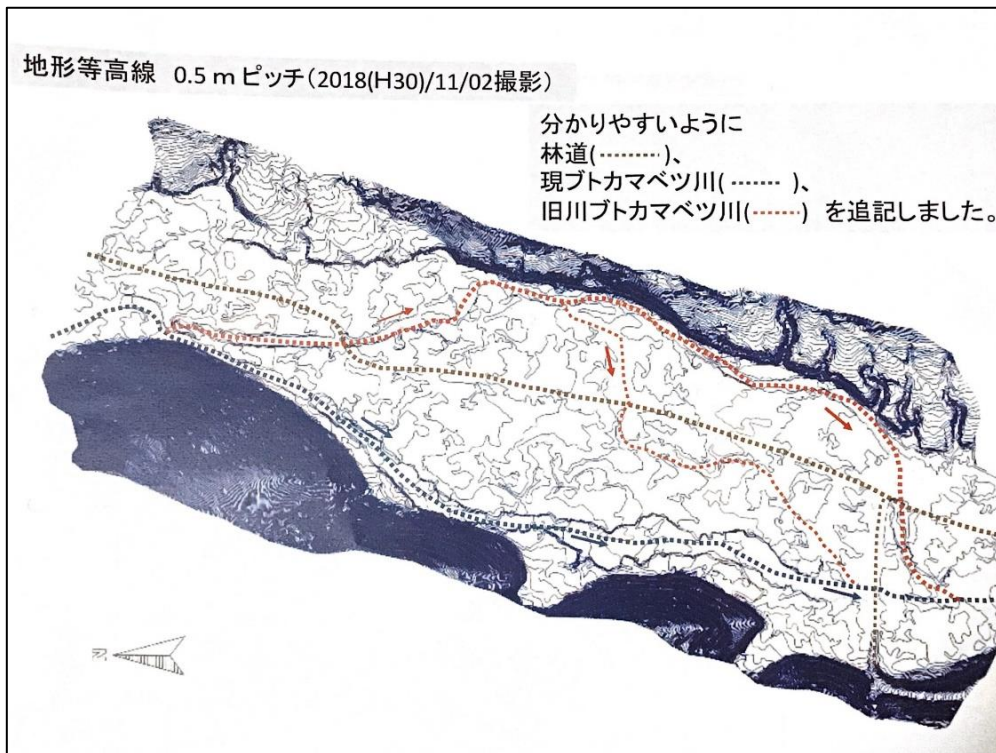 地形等高線 0.5 m ピッチ(2018(H30)/11/02撮影)
分かりやすいように
林道( ……… )、
現ブトカマベツ川( …… )、
旧川ブトカマベツ川( …… ) を追記しました。